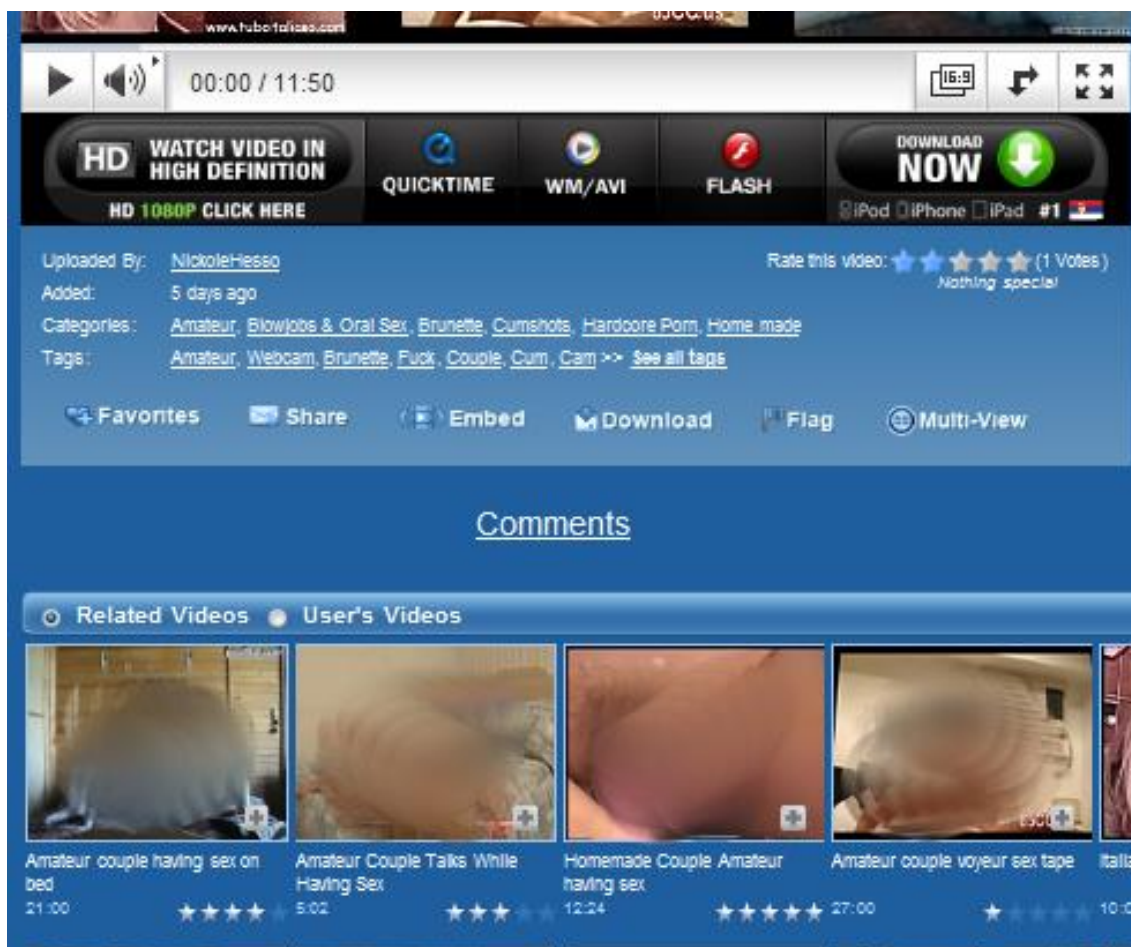 www.tubortalicos.com
00:00 / 11:50
16:9
HD WATCH VIDEO IN HIGH DEFINITION
HD 1080P CLICK HERE
QUICKTIME
WM/AVI
FLASH
DOWNLOAD NOW
iPod iPhone iPad #1
Uploaded By: NickoleHesso
Rate this video: (1 Votes)
Nothing special
Added: 5 days ago
Categories: Amateur, Blowjobs & Oral Sex, Brunette, Cumshots, Hardcore Porn, Home made
Tags: Amateur, Webcam, Brunette, Fuck, Couple, Cum, Cam >> See all tags
Favorites Share Embed Download Flag Multi-View
Comments
Related Videos User's Videos
Amateur couple having sex on
bed
21:00
Amateur Couple Talks While
Having Sex
5:02
Homemade Couple Amateur
having sex
12:24
Amateur couple voyeur sex tape
27:00